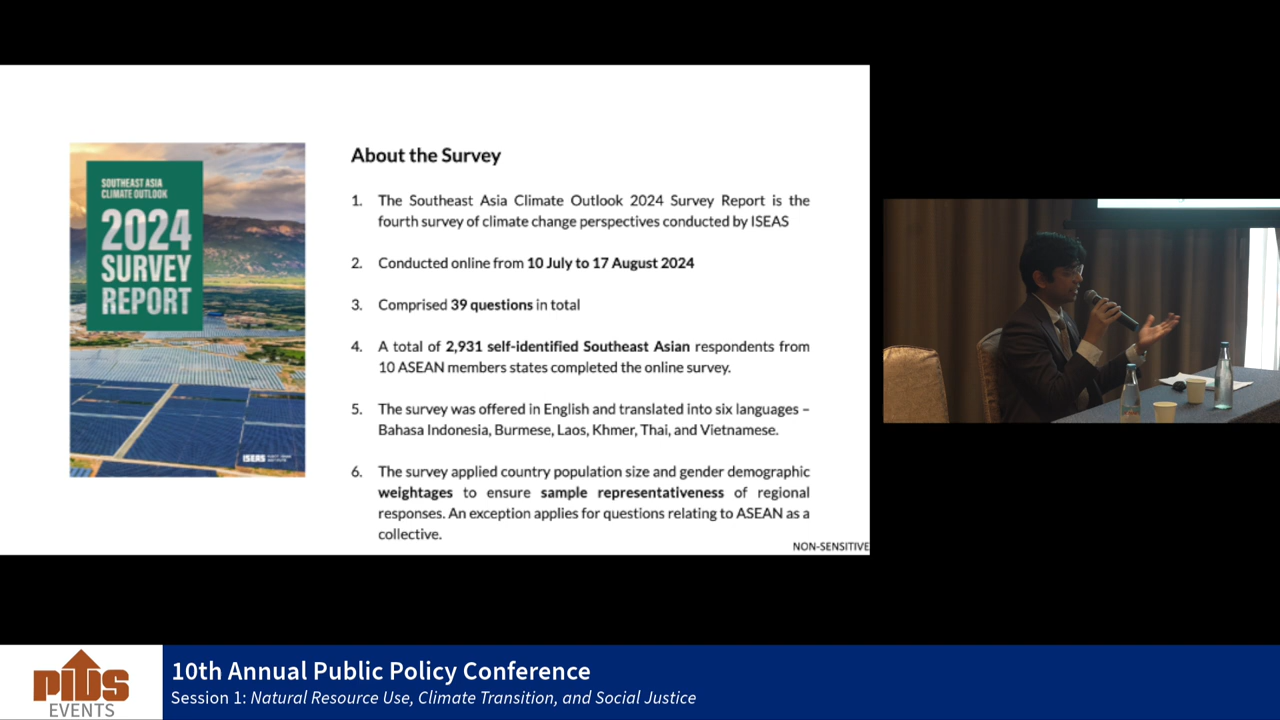 SOUTHEAST ASIA
CLIMATE OUTLOOK
2024
SURVEY
REPORT
ISEAS
About the Survey
1. The Southeast Asia Climate Outlook 2024 Survey Report is the
fourth survey of climate change perspectives conducted by ISEAS
2. Conducted online from 10 July to 17 August 2024
3. Comprised 39 questions in total
4. A total of 2,931 self-identified Southeast Asian respondents from
10 ASEAN members states completed the online survey.
5. The survey was offered in English and translated into six languages –
Bahasa Indonesia, Burmese, Laos, Khmer, Thai, and Vietnamese.
6. The survey applied country population size and gender demographic
weightages to ensure sample representativeness of regional
responses. An exception applies for questions relating to ASEAN as a
collective.
NON-SENSITIVE
PIDS
EVENTS
10th Annual Public Policy Conference
Session 1: Natural Resource Use, Climate Transition, and Social Justice